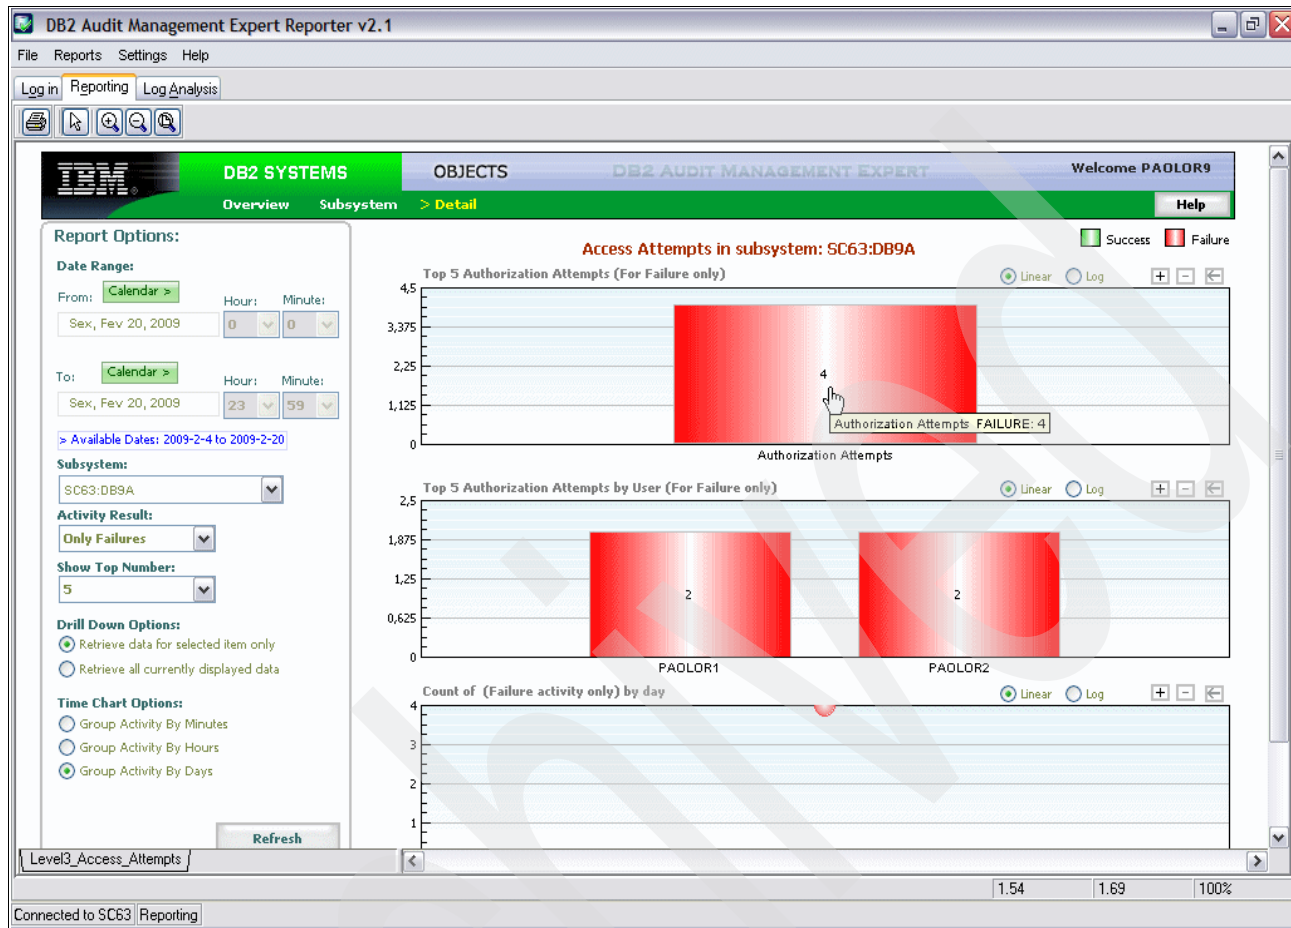 DB2 Audit Management Expert Reporter v2.1
File Reports Settings Help
Log in Reporting Log Analysis
IBM DB2 SYSTEMS OBJECTS DB2 AUDIT MANAGEMENT EXPERT Welcome PAOLOR9
Overview Subsystem > Detail Help
Report Options:
Date Range:
From: Calendar > Hour: Minute:
Sex, Fev 20, 2009 0 0
To: Calendar > Hour: Minute:
Sex, Fev 20, 2009 23 59
> Available Dates: 2009-2-4 to 2009-2-20
Subsystem:
SC63:DB9A
Activity Result:
Only Failures
Show Top Number:
5
Drill Down Options:
Retrieve data for selected item only
Retrieve all currently displayed data
Time Chart Options:
Group Activity By Minutes
Group Activity By Hours
Group Activity By Days
Refresh
Success Failure
Access Attempts in subsystem: SC63:DB9A
Top 5 Authorization Attempts (For Failure only) Linear Log
4,5
3,375
2,25
1,125
0
4
Authorization Attempts FAILURE: 4
Authorization Attempts
Top 5 Authorization Attempts by User (For Failure only) Linear Log
2,5
1,875
1,25
0,625
0
2 2
PAOLOR1 PAOLOR2
Count of (Failure activity only) by day Linear Log
4
3
2
1
Level3_Access_Attempts
1.54 1.69 100%
Connected to SC63 Reporting